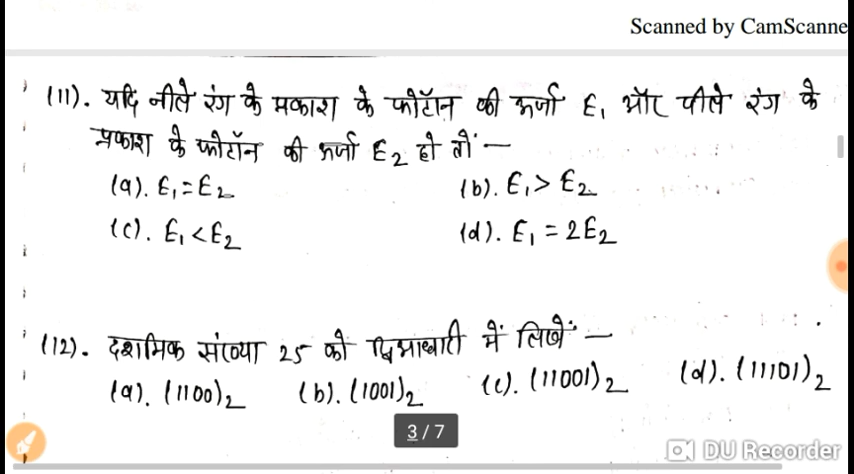 Scanned by CamScanne
(11). यदि नीले रंग के प्रकाश के फोटॉन की ऊर्जा E₁ और पीले रंग के
प्रकाश के फोटॉन की ऊर्जा E₂ हो तों —
(a). E₁ = E₂ (b). E₁ > E₂
(c). E₁ < E₂ (d). E₁ = 2E₂
(12). दशमिक संख्या 25 को द्विआधारी में लिखें: —
(a). (1100)₂ (b). (1001)₂ (c). (11001)₂ (d). (11101)₂
3 / 7
DU Recorder